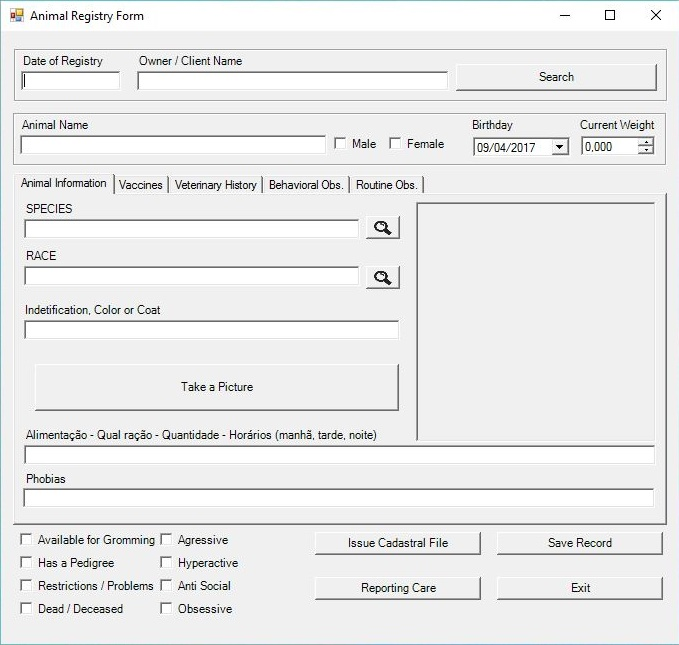 Animal Registry Form
Date of Registry
Owner / Client Name
Search
Animal Name
Male
Female
Birthday
Current Weight
09/04/2017
0,000
Animal Information
Vaccines
Veterinary History
Behavioral Obs.
Routine Obs.
SPECIES
RACE
Indetification, Color or Coat
Take a Picture
Alimentação - Qual ração - Quantidade - Horários (manhã, tarde, noite)
Phobias
Available for Gromming
Agressive
Has a Pedigree
Hyperactive
Restrictions / Problems
Anti Social
Dead / Deceased
Obsessive
Issue Cadastral File
Save Record
Reporting Care
Exit